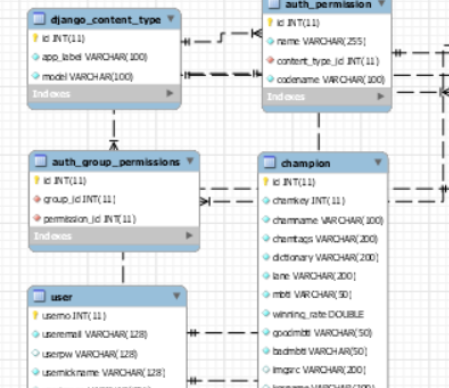 django_content_type
id INT(11)
app_label VARCHAR(100)
model VARCHAR(100)
Indexes
auth_permission
id INT(11)
name VARCHAR(255)
content_type_id INT(11)
codename VARCHAR(100)
Indexes
auth_group_permissions
id INT(11)
group_id INT(11)
permission_id INT(11)
Indexes
champion
id INT(11)
chamkey INT(11)
chamname VARCHAR(100)
chamtags VARCHAR(200)
dictionary VARCHAR(200)
lane VARCHAR(200)
mbti VARCHAR(50)
winning_rate DOUBLE
goodmbti VARCHAR(50)
badmbti VARCHAR(50)
imgsrc VARCHAR(200)
user
userno INT(11)
useremail VARCHAR(128)
userpw VARCHAR(128)
usernickname VARCHAR(128)